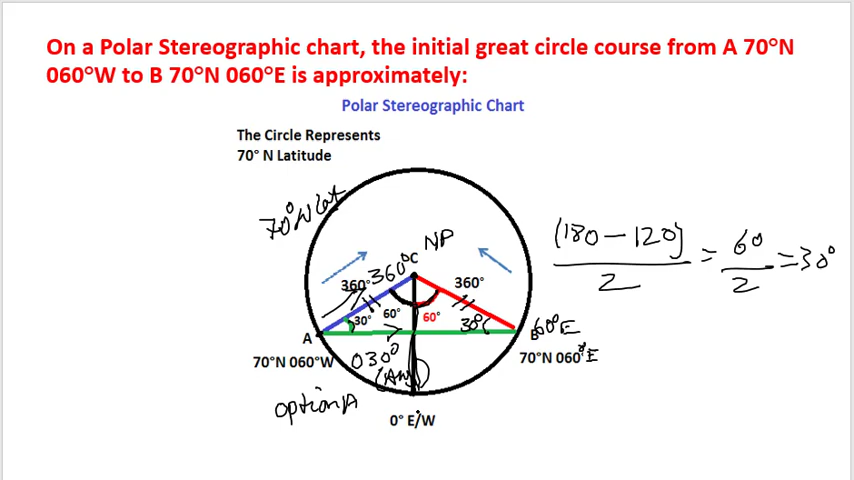 On a Polar Stereographic chart, the initial great circle course from A 70°N
060°W to B 70°N 060°E is approximately:
Polar Stereographic Chart
The Circle Represents
70° N Latitude
70°N Lat
NP
C
360°
360°
360°
(180 - 120) / 2 = 60 / 2 = 30°
30°
60°
60°
30°
A
B
60°E
70°N 060°W
030°
(Ans)
70°N 060°E
option A
0° E/W